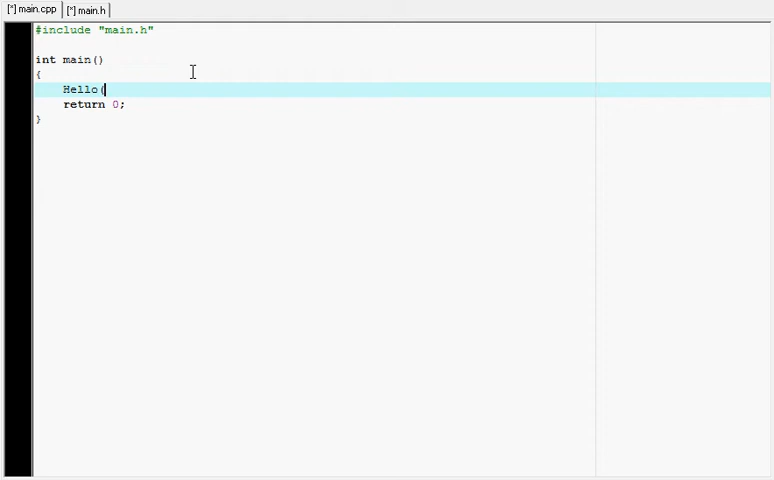 [*] main.cpp [*] main.h
#include "main.h"
int main()
{
Hello(
return 0;
}